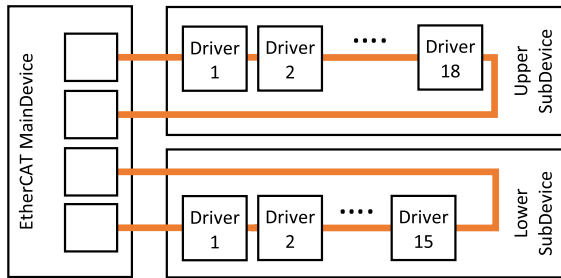 EtherCAT MainDevice
Driver
1
Driver
2
....
Driver
18
Upper
SubDevice
Driver
1
Driver
2
....
Driver
15
Lower
SubDevice